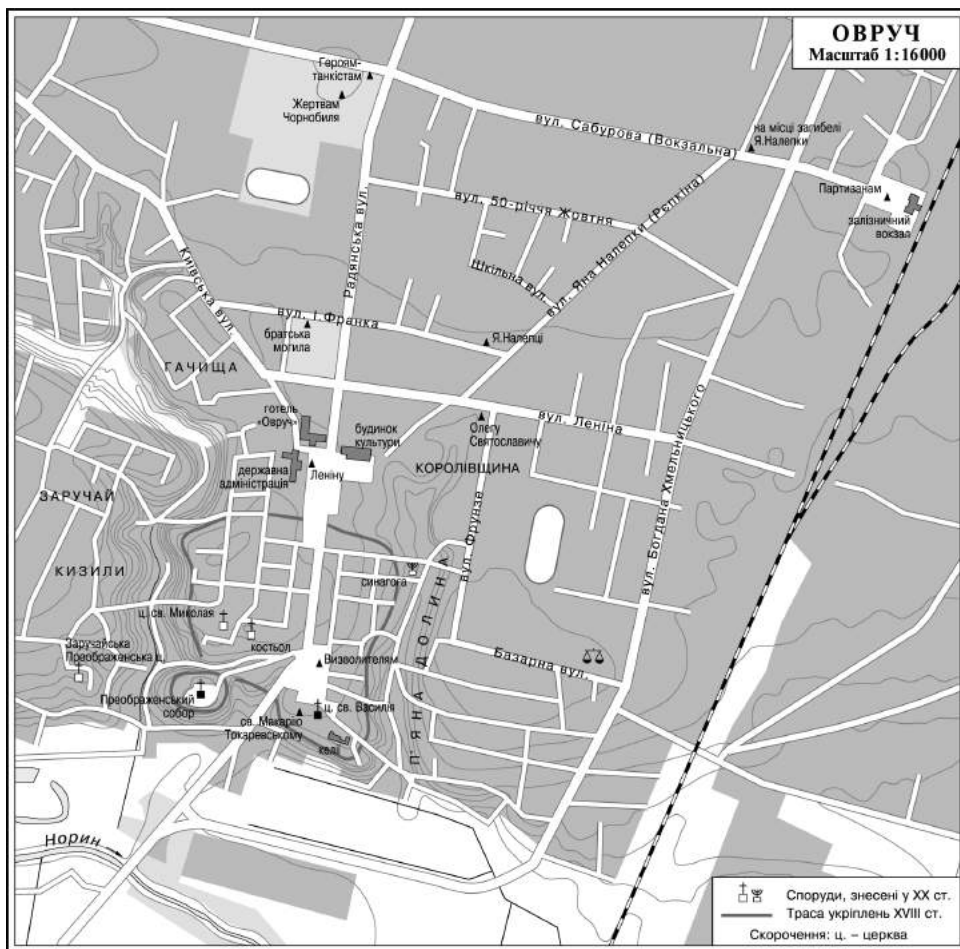 ОВРУЧ
Масштаб 1:16000
Героям-
танкістам
Жертвам
Чорнобиля
вул. Сабурова (Вокзальна)
на місці загибелі
Я.Налепки
Партизанам
залізничний
вокзал
вул. 50-річчя Жовтня
Радянська вул.
Шкільна вул.
вул. Яна Налепки (Рєпкіна)
Київська вул.
вул. І.Франка
братська
могила
Я.Налепці
ГАЧИЩА
готель
«Овруч»
будинок
культури
Олегу
Святославичу
вул. Леніна
державна
адміністрація
Леніну
КОРОЛІВЩИНА
вул. Богдана Хмельницького
ЗАРУЧАЙ
вул. Фрунзе
КИЗИЛИ
синагога
П'ЯНА ДОЛИНА
ц. св. Миколая
костьол
Заручайська
Преображенська ц.
Базарна вул.
Визволителям
Преображенський
собор
ц. св. Василія
св. Макарію
Токаревському
келії
Норин
Споруди, знесені у XX ст.
Траса укріплень XVIII ст.
Скорочення: ц. – церква